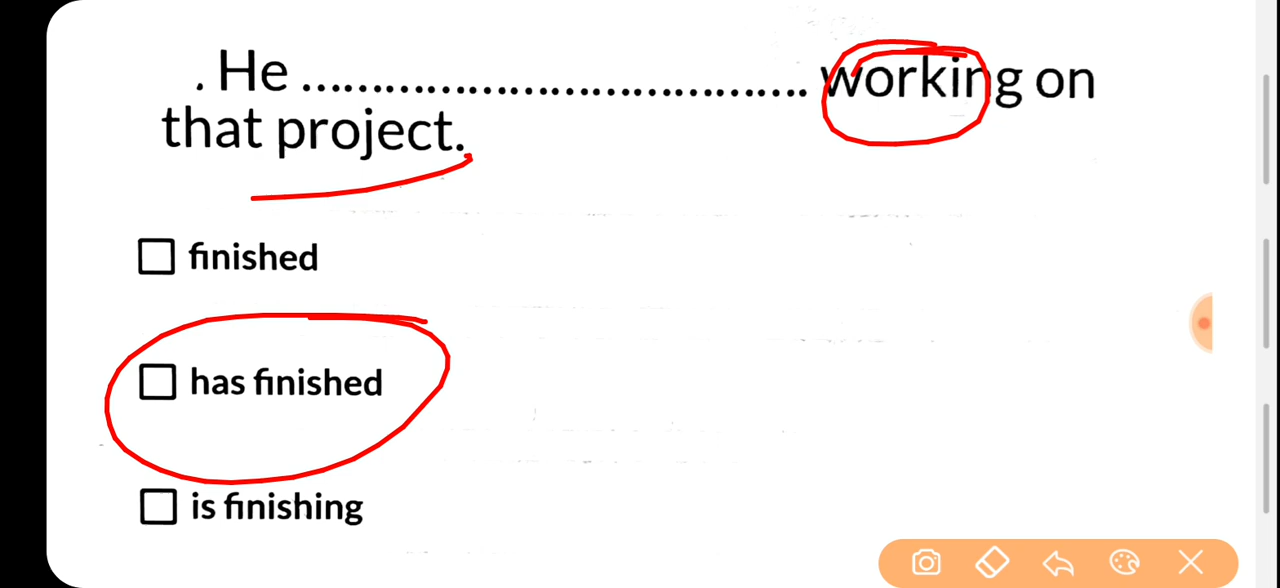 . He ........................................ working on
that project.
finished
has finished
is finishing